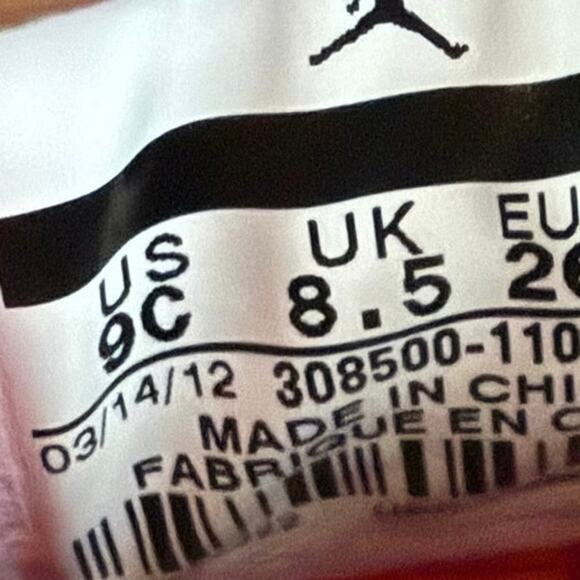 US UK EU
9C 8.5 26
03/14/12 308500-110
MADE IN CHI
FABRIQUE EN C